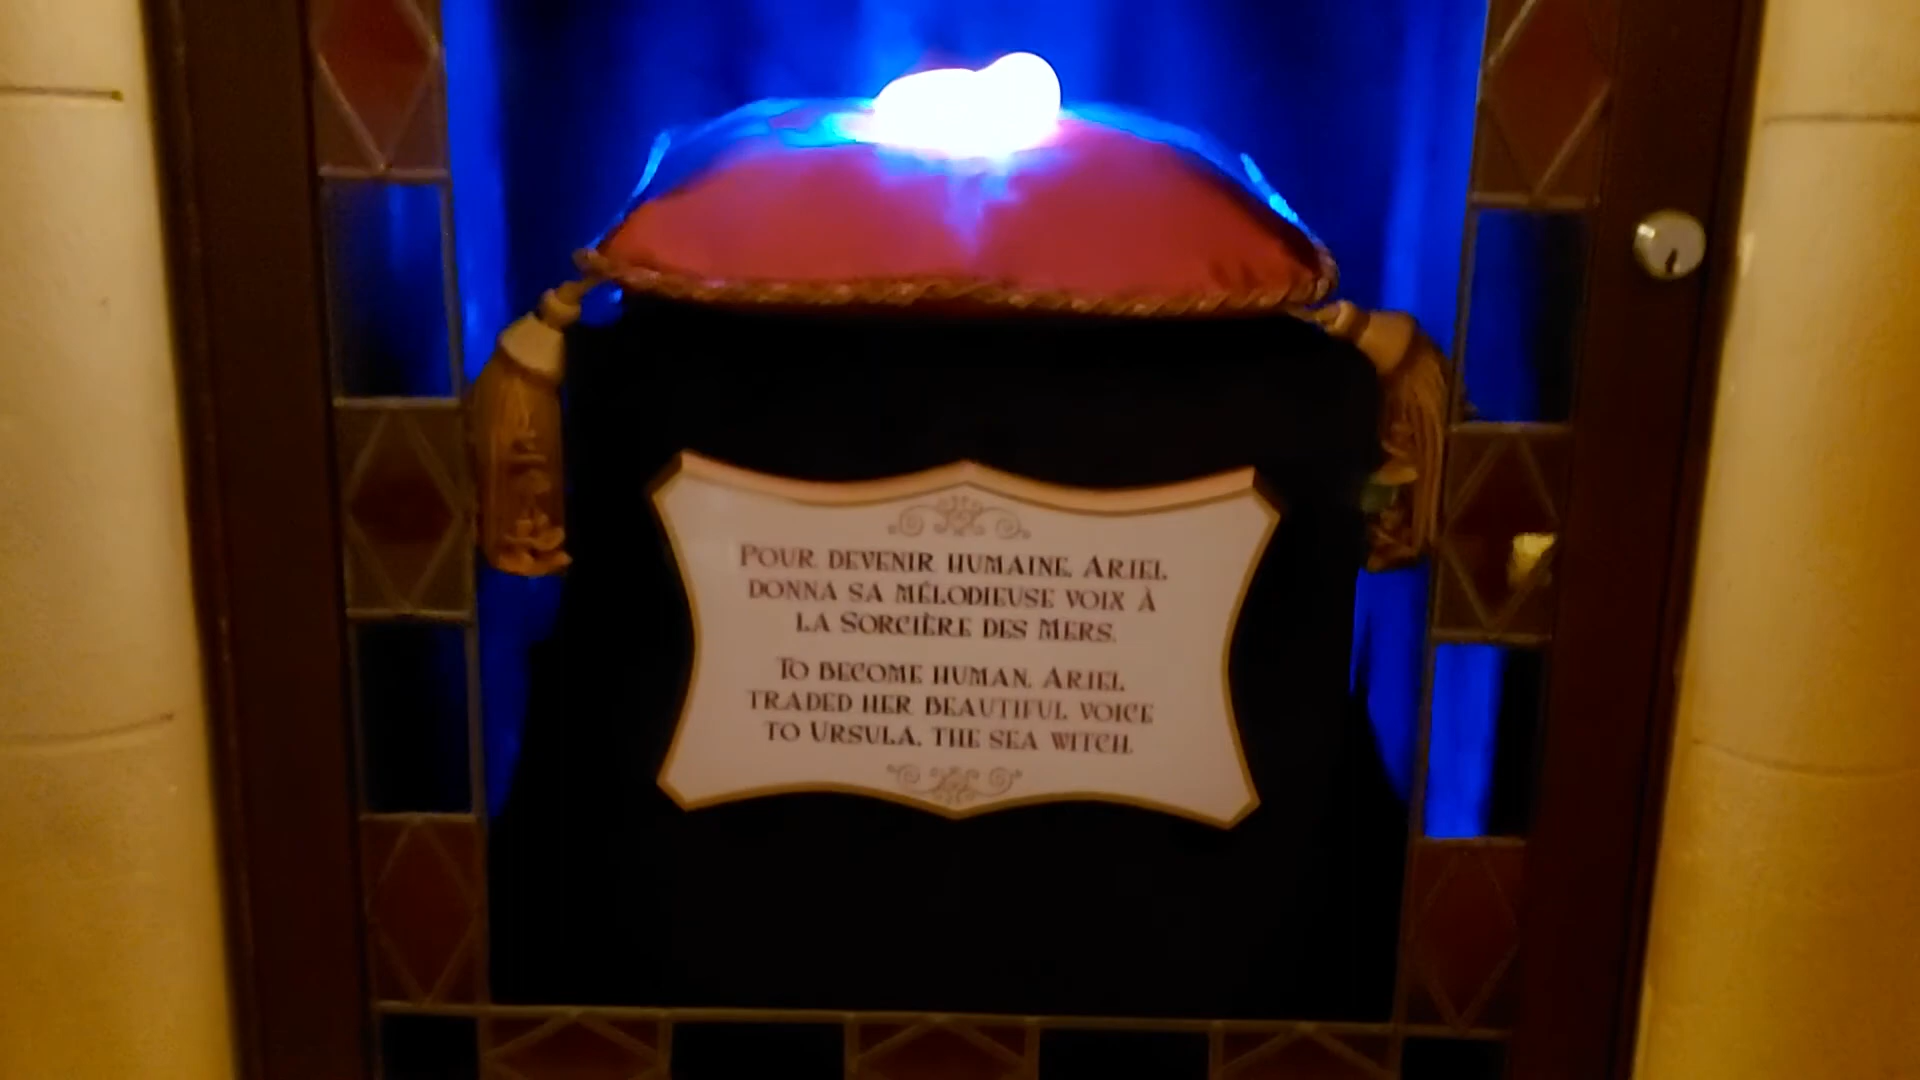 POUR DEVENIR HUMAINE, ARIEL
DONNA SA MÉLODIEUSE VOIX À
LA SORCIÈRE DES MERS.
TO BECOME HUMAN, ARIEL
TRADED HER BEAUTIFUL VOICE
TO URSULA, THE SEA WITCH.